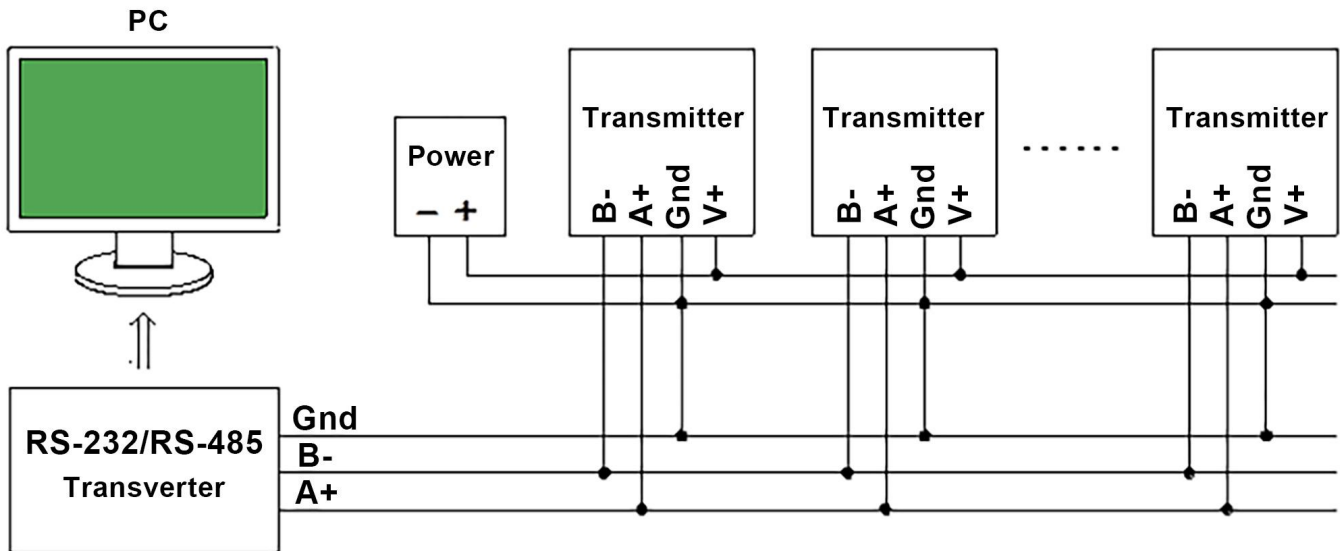 PC
Power
- +
Transmitter
B- A+ Gnd V+
Transmitter
B- A+ Gnd V+
......
Transmitter
B- A+ Gnd V+
RS-232/RS-485
Transverter
Gnd
B-
A+